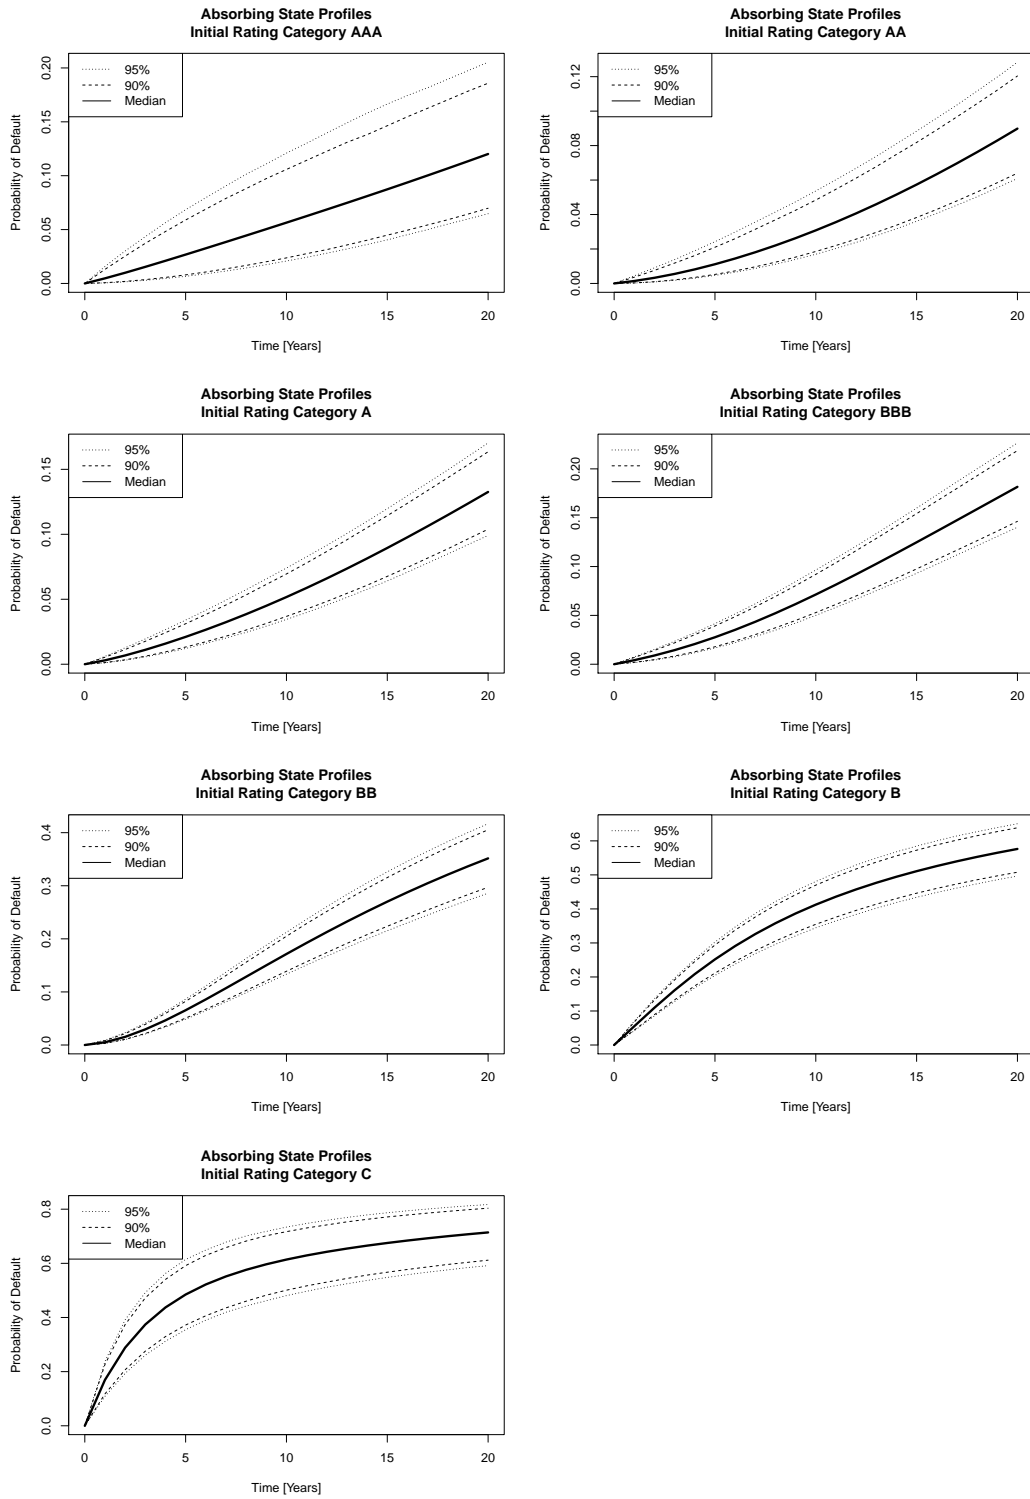 Absorbing State Profiles
Initial Rating Category AAA
95%
90%
Median
Probability of Default
0.00 0.05 0.10 0.15 0.20
0 5 10 15 20
Time [Years]
Absorbing State Profiles
Initial Rating Category AA
95%
90%
Median
Probability of Default
0.00 0.04 0.08 0.12
0 5 10 15 20
Time [Years]
Absorbing State Profiles
Initial Rating Category A
95%
90%
Median
Probability of Default
0.00 0.05 0.10 0.15
0 5 10 15 20
Time [Years]
Absorbing State Profiles
Initial Rating Category BBB
95%
90%
Median
Probability of Default
0.00 0.05 0.10 0.15 0.20
0 5 10 15 20
Time [Years]
Absorbing State Profiles
Initial Rating Category BB
95%
90%
Median
Probability of Default
0.0 0.1 0.2 0.3 0.4
0 5 10 15 20
Time [Years]
Absorbing State Profiles
Initial Rating Category B
95%
90%
Median
Probability of Default
0.0 0.1 0.2 0.3 0.4 0.5 0.6
0 5 10 15 20
Time [Years]
Absorbing State Profiles
Initial Rating Category C
95%
90%
Median
Probability of Default
0.0 0.2 0.4 0.6 0.8
0 5 10 15 20
Time [Years]